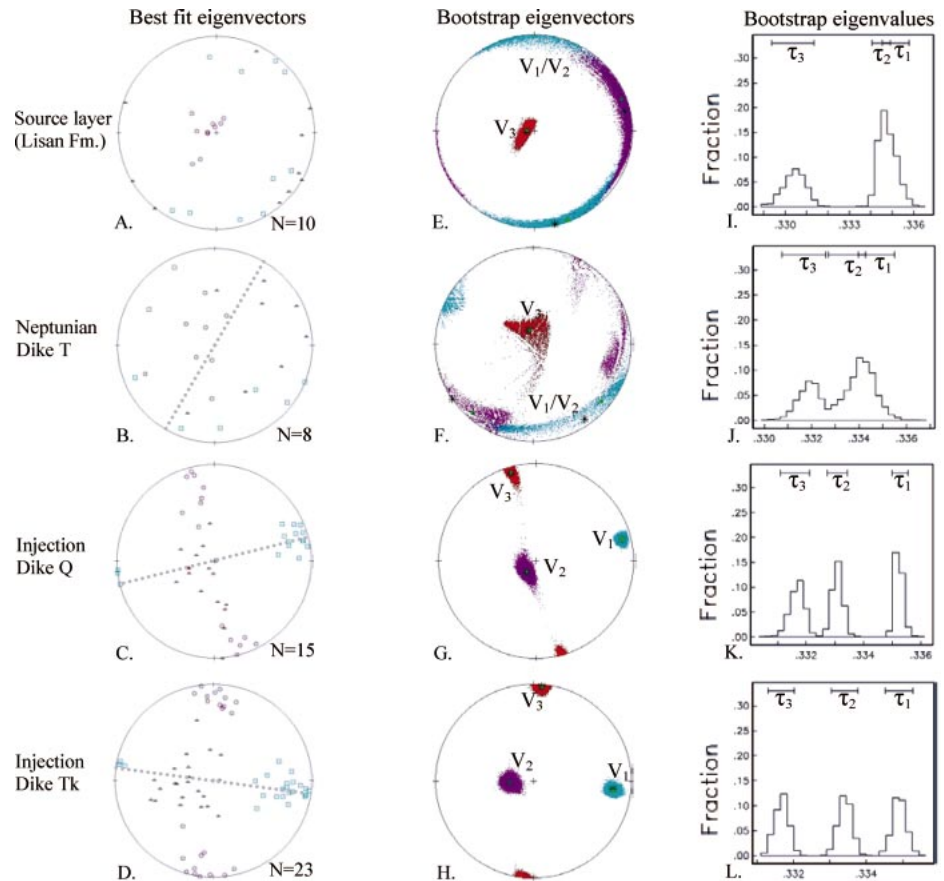 Best fit eigenvectors
Bootstrap eigenvectors
Bootstrap eigenvalues
Source layer
(Lisan Fm.)
A.
N=10
V1/V2
V3
E.
τ3
τ2
τ1
Fraction
.30
.25
.20
.15
.10
.05
.00
.330
.334
.336
I.
Neptunian
Dike T
B.
N=8
V3
V1/V2
F.
τ3
τ2
τ1
Fraction
.30
.25
.20
.15
.10
.05
.00
.330
.332
.334
.336
J.
Injection
Dike Q
C.
N=15
V3
V1
V2
G.
τ3
τ2
τ1
Fraction
.30
.25
.20
.15
.10
.05
.00
.332
.334
.336
K.
Injection
Dike Tk
D.
N=23
V3
V2
V1
H.
τ3
τ2
τ1
Fraction
.30
.25
.20
.15
.10
.05
.00
.332
.334
L.